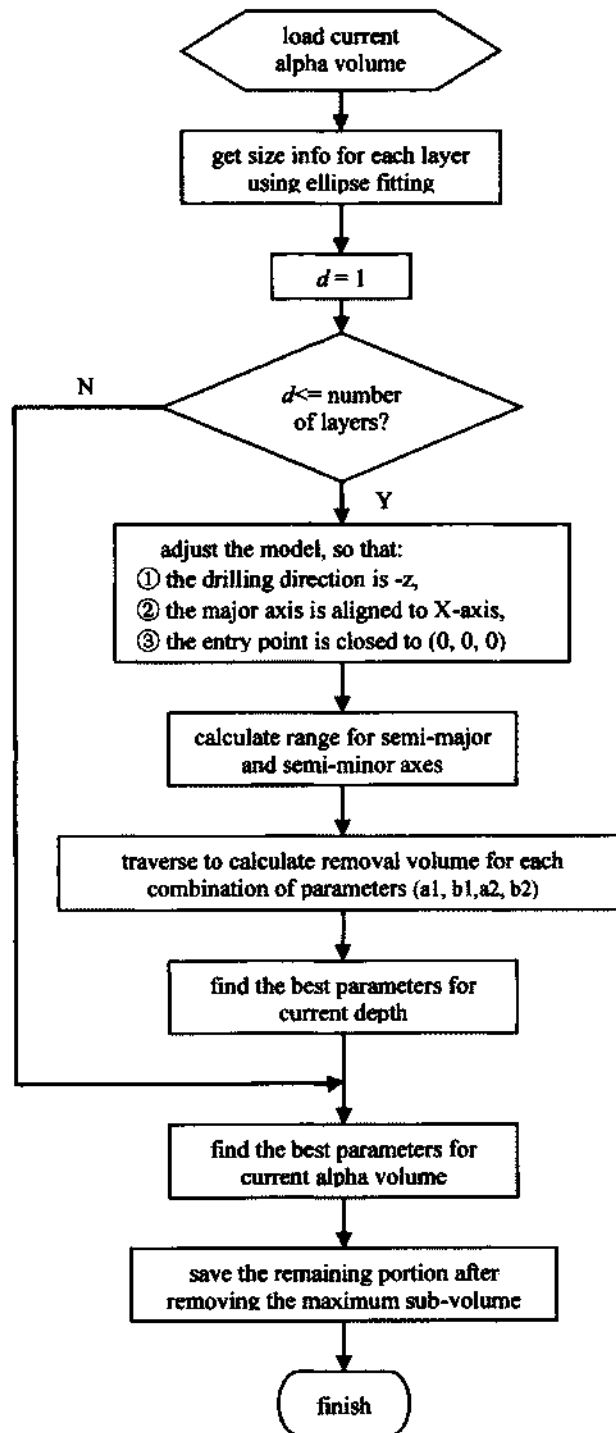 load current
alpha volume
get size info for each layer
using ellipse fitting
d = 1
N
d<= number
of layers?
Y
adjust the model, so that:
① the drilling direction is -z,
② the major axis is aligned to X-axis,
③ the entry point is closed to (0, 0, 0)
calculate range for semi-major
and semi-minor axes
traverse to calculate removal volume for each
combination of parameters (a1, b1,a2, b2)
find the best parameters for
current depth
find the best parameters for
current alpha volume
save the remaining portion after
removing the maximum sub-volume
finish